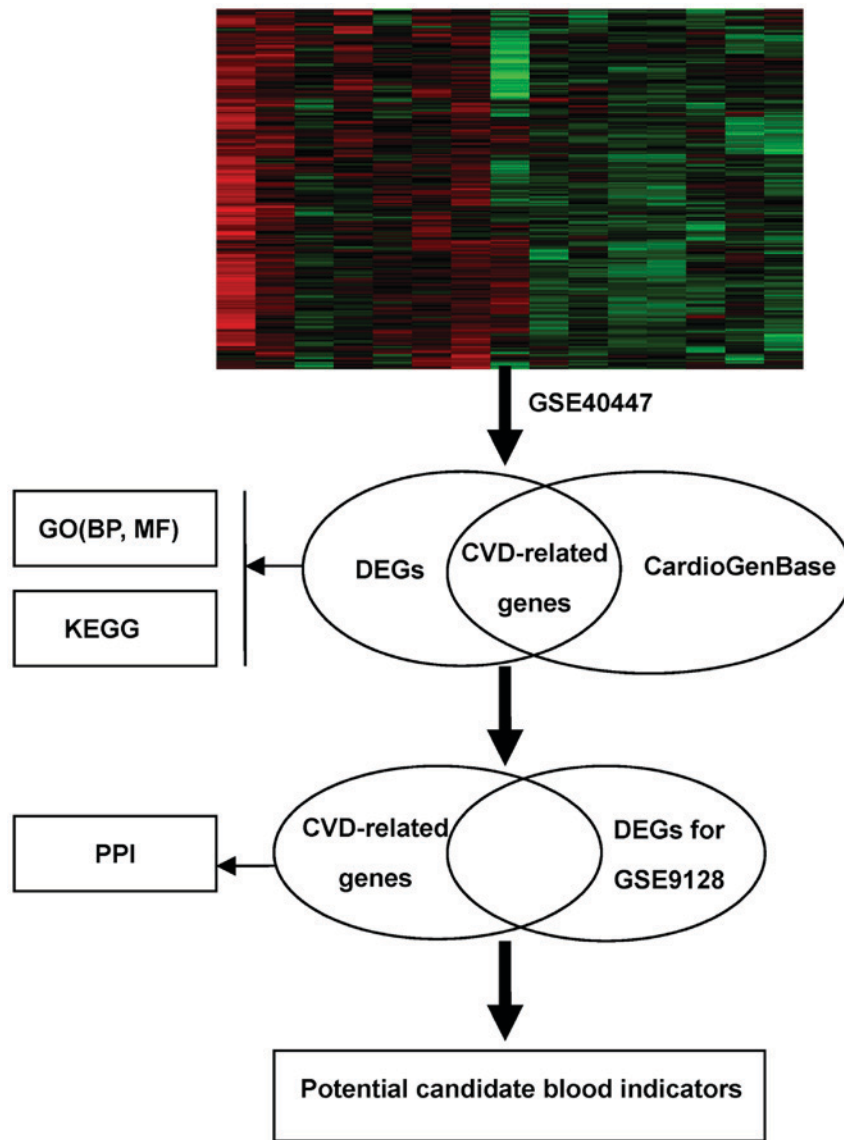 GSE40447
GO(BP, MF)
KEGG
DEGs
CVD-related
genes
CardioGenBase
PPI
CVD-related
genes
DEGs for
GSE9128
Potential candidate blood indicators